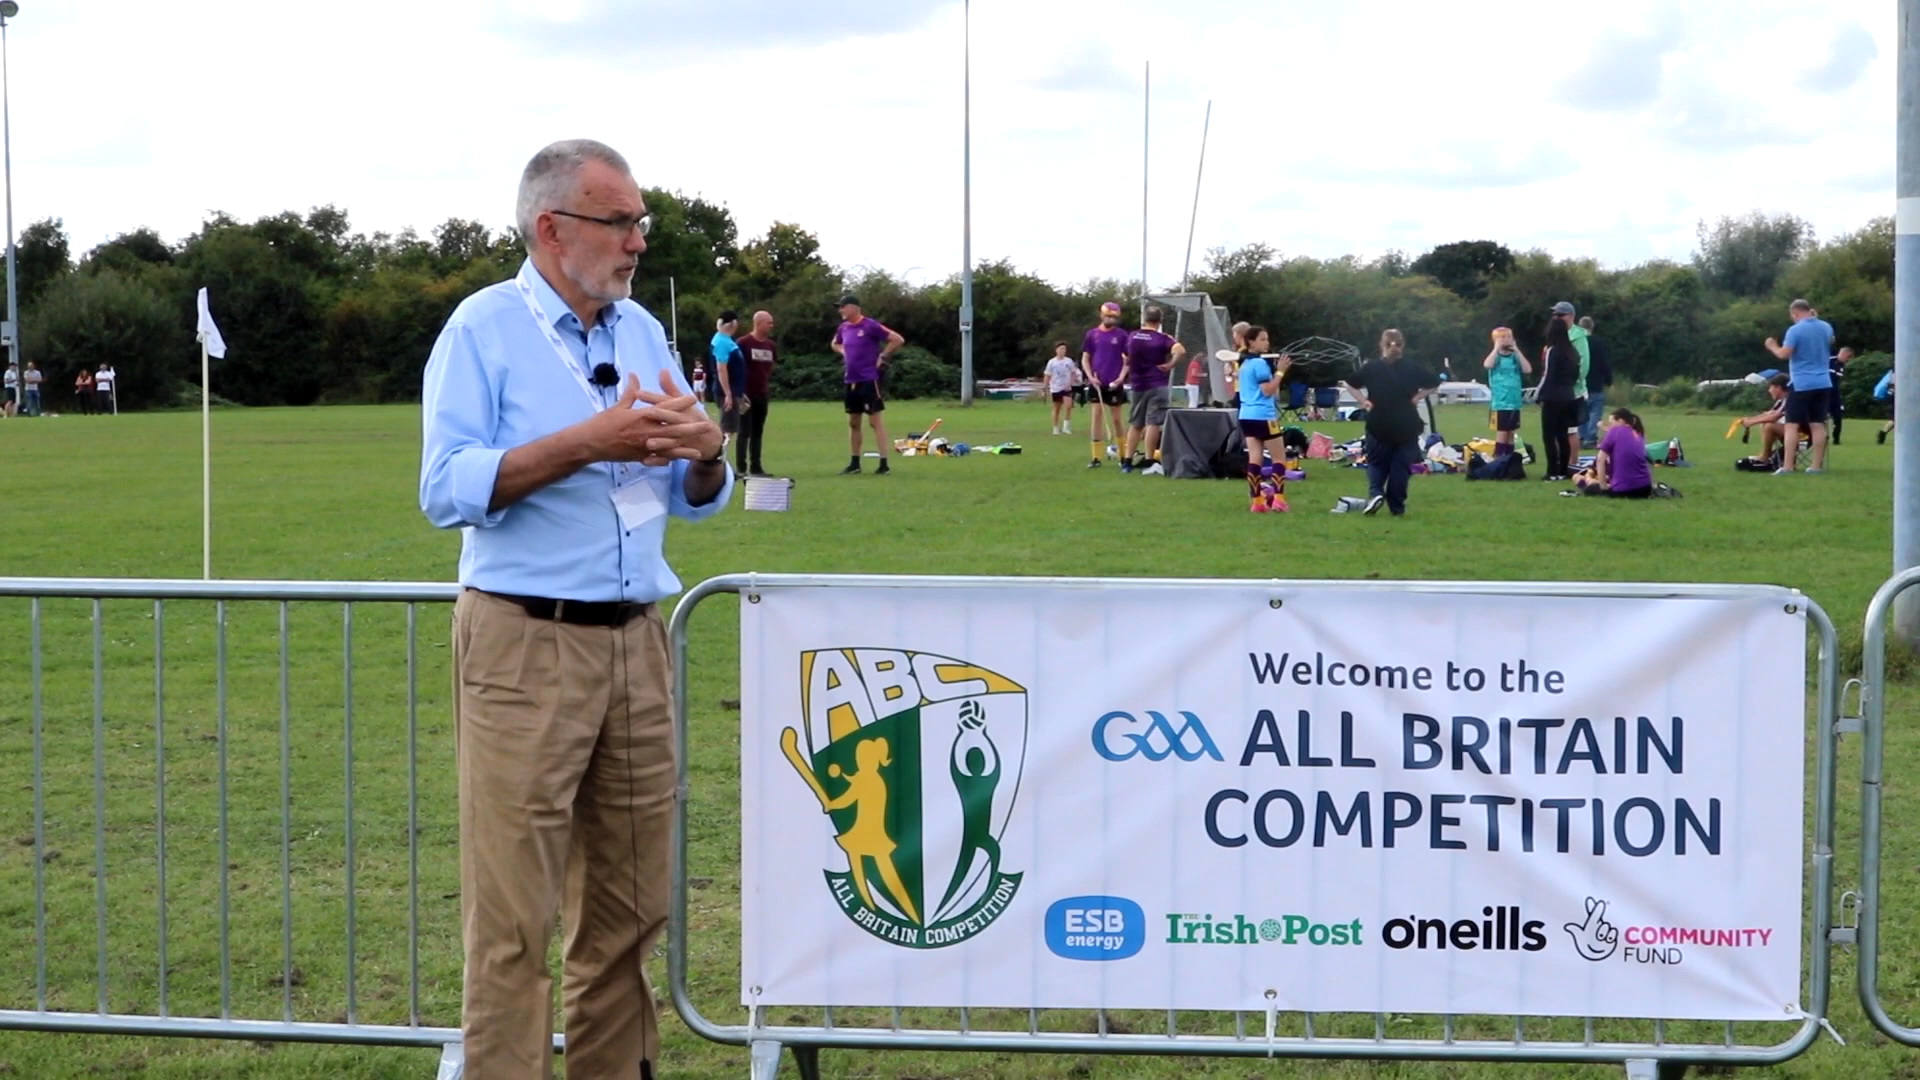 ABC
ALL BRITAIN COMPETITION
Welcome to the
GAA ALL BRITAIN
COMPETITION
ESB
energy
THE Irish Post
o'neills
COMMUNITY
FUND